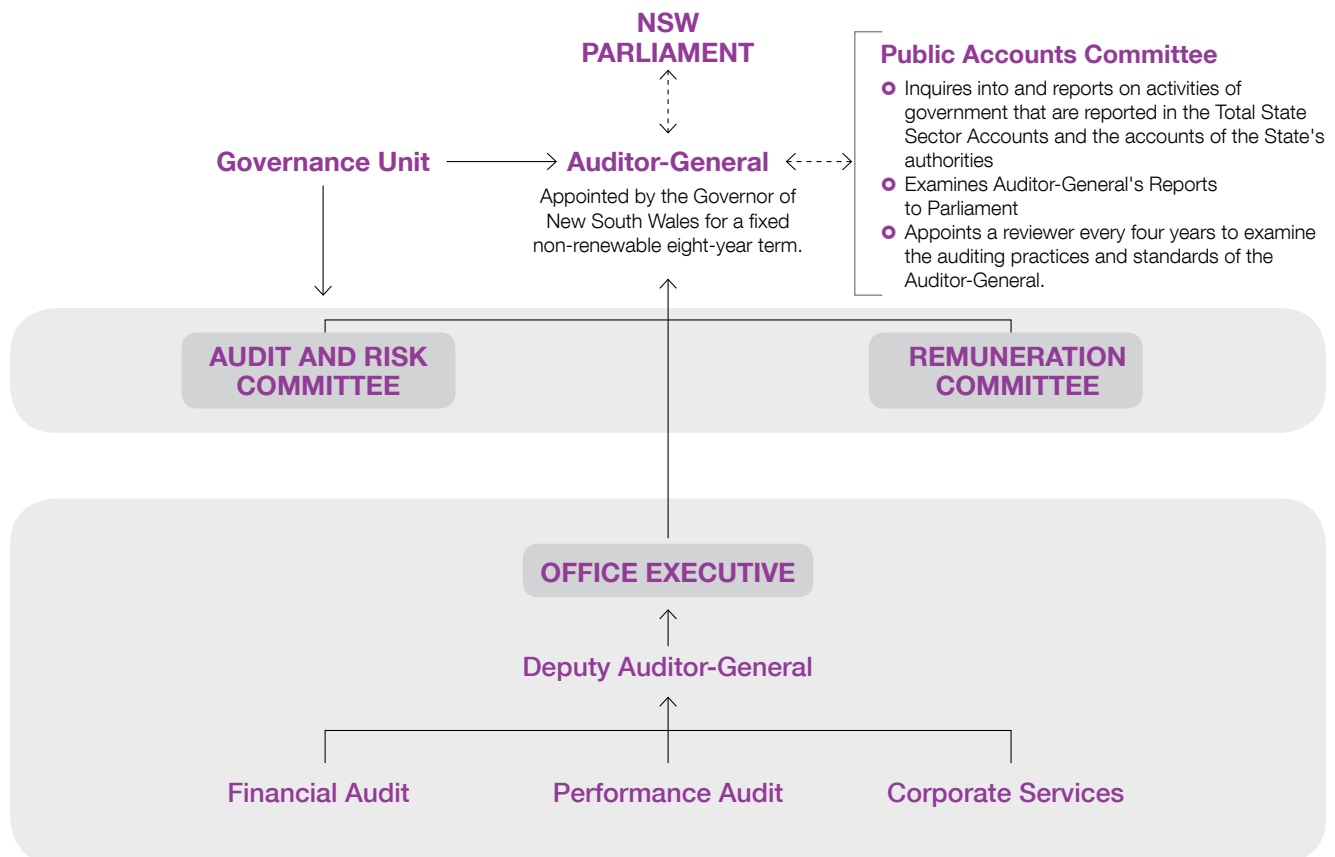 NSW
PARLIAMENT
Public Accounts Committee
Inquires into and reports on activities of
government that are reported in the Total State
Sector Accounts and the accounts of the State's
authorities
Examines Auditor-General's Reports
to Parliament
Appoints a reviewer every four years to examine
the auditing practices and standards of the
Auditor-General.
Governance Unit
Auditor-General
Appointed by the Governor of
New South Wales for a fixed
non-renewable eight-year term.
AUDIT AND RISK
COMMITTEE
REMUNERATION
COMMITTEE
OFFICE EXECUTIVE
Deputy Auditor-General
Financial Audit
Performance Audit
Corporate Services